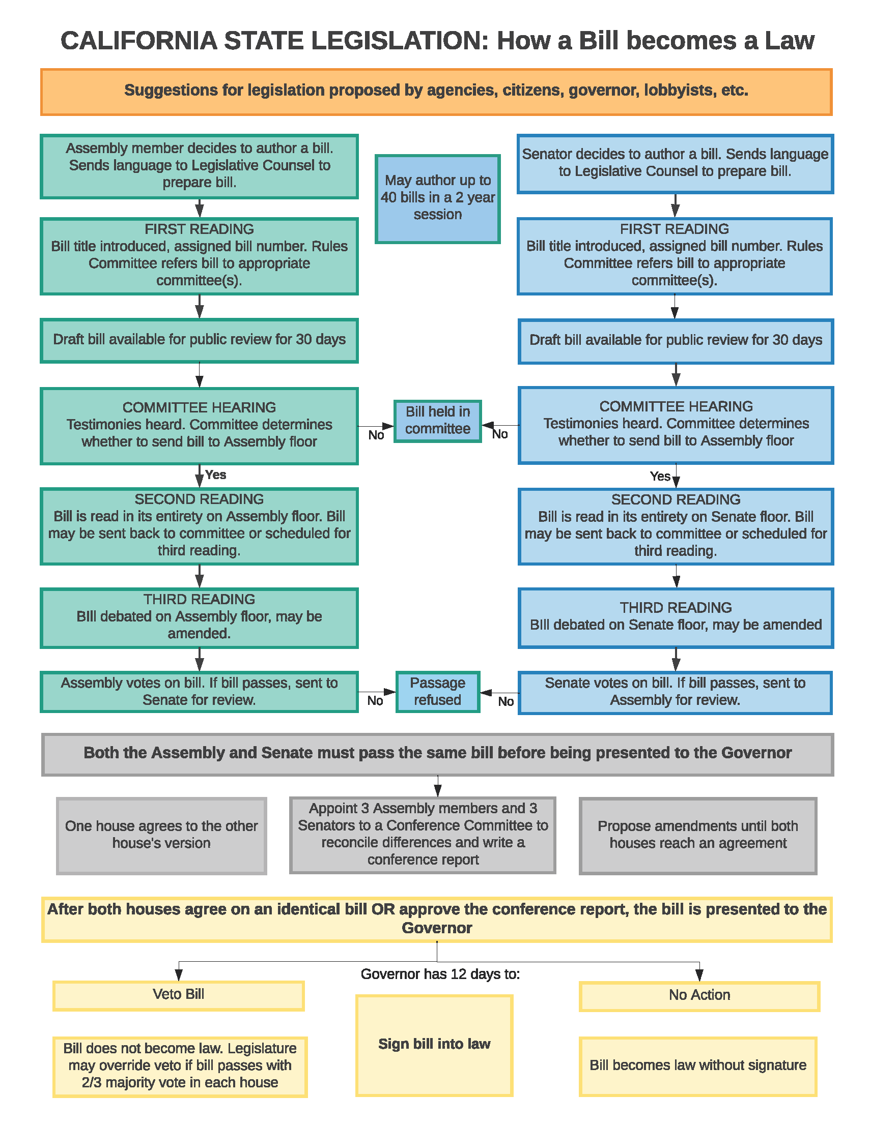 CALIFORNIA STATE LEGISLATION: How a Bill becomes a Law
Suggestions for legislation proposed by agencies, citizens, governor, lobbyists, etc.
Assembly member decides to author a bill.
Sends language to Legislative Counsel to
prepare bill.
May author up to
40 bills in a 2 year
session
Senator decides to author a bill. Sends language
to Legislative Counsel to prepare bill.
FIRST READING
Bill title introduced, assigned bill number. Rules
Committee refers bill to appropriate
committee(s).
FIRST READING
Bill title introduced, assigned bill number. Rules
Committee refers bill to appropriate
committee(s).
Draft bill available for public review for 30 days
Draft bill available for public review for 30 days
COMMITTEE HEARING
Testimonies heard. Committee determines
whether to send bill to Assembly floor
No
Bill held in
committee
No
COMMITTEE HEARING
Testimonies heard. Committee determines
whether to send bill to Assembly floor
Yes
Yes
SECOND READING
Bill is read in its entirety on Assembly floor. Bill
may be sent back to committee or scheduled for
third reading.
SECOND READING
Bill is read in its entirety on Senate floor. Bill
may be sent back to committee or scheduled for
third reading.
THIRD READING
BIll debated on Assembly floor, may be
amended.
THIRD READING
BIll debated on Senate floor, may be amended
Assembly votes on bill. If bill passes, sent to
Senate for review.
No
Passage
refused
No
Senate votes on bill. If bill passes, sent to
Assembly for review.
Both the Assembly and Senate must pass the same bill before being presented to the Governor
One house agrees to the other
house's version
Appoint 3 Assembly members and 3
Senators to a Conference Committee to
reconcile differences and write a
conference report
Propose amendments until both
houses reach an agreement
After both houses agree on an identical bill OR approve the conference report, the bill is presented to the
Governor
Governor has 12 days to:
Veto Bill
No Action
Sign bill into law
Bill does not become law. Legislature
may override veto if bill passes with
2/3 majority vote in each house
Bill becomes law without signature